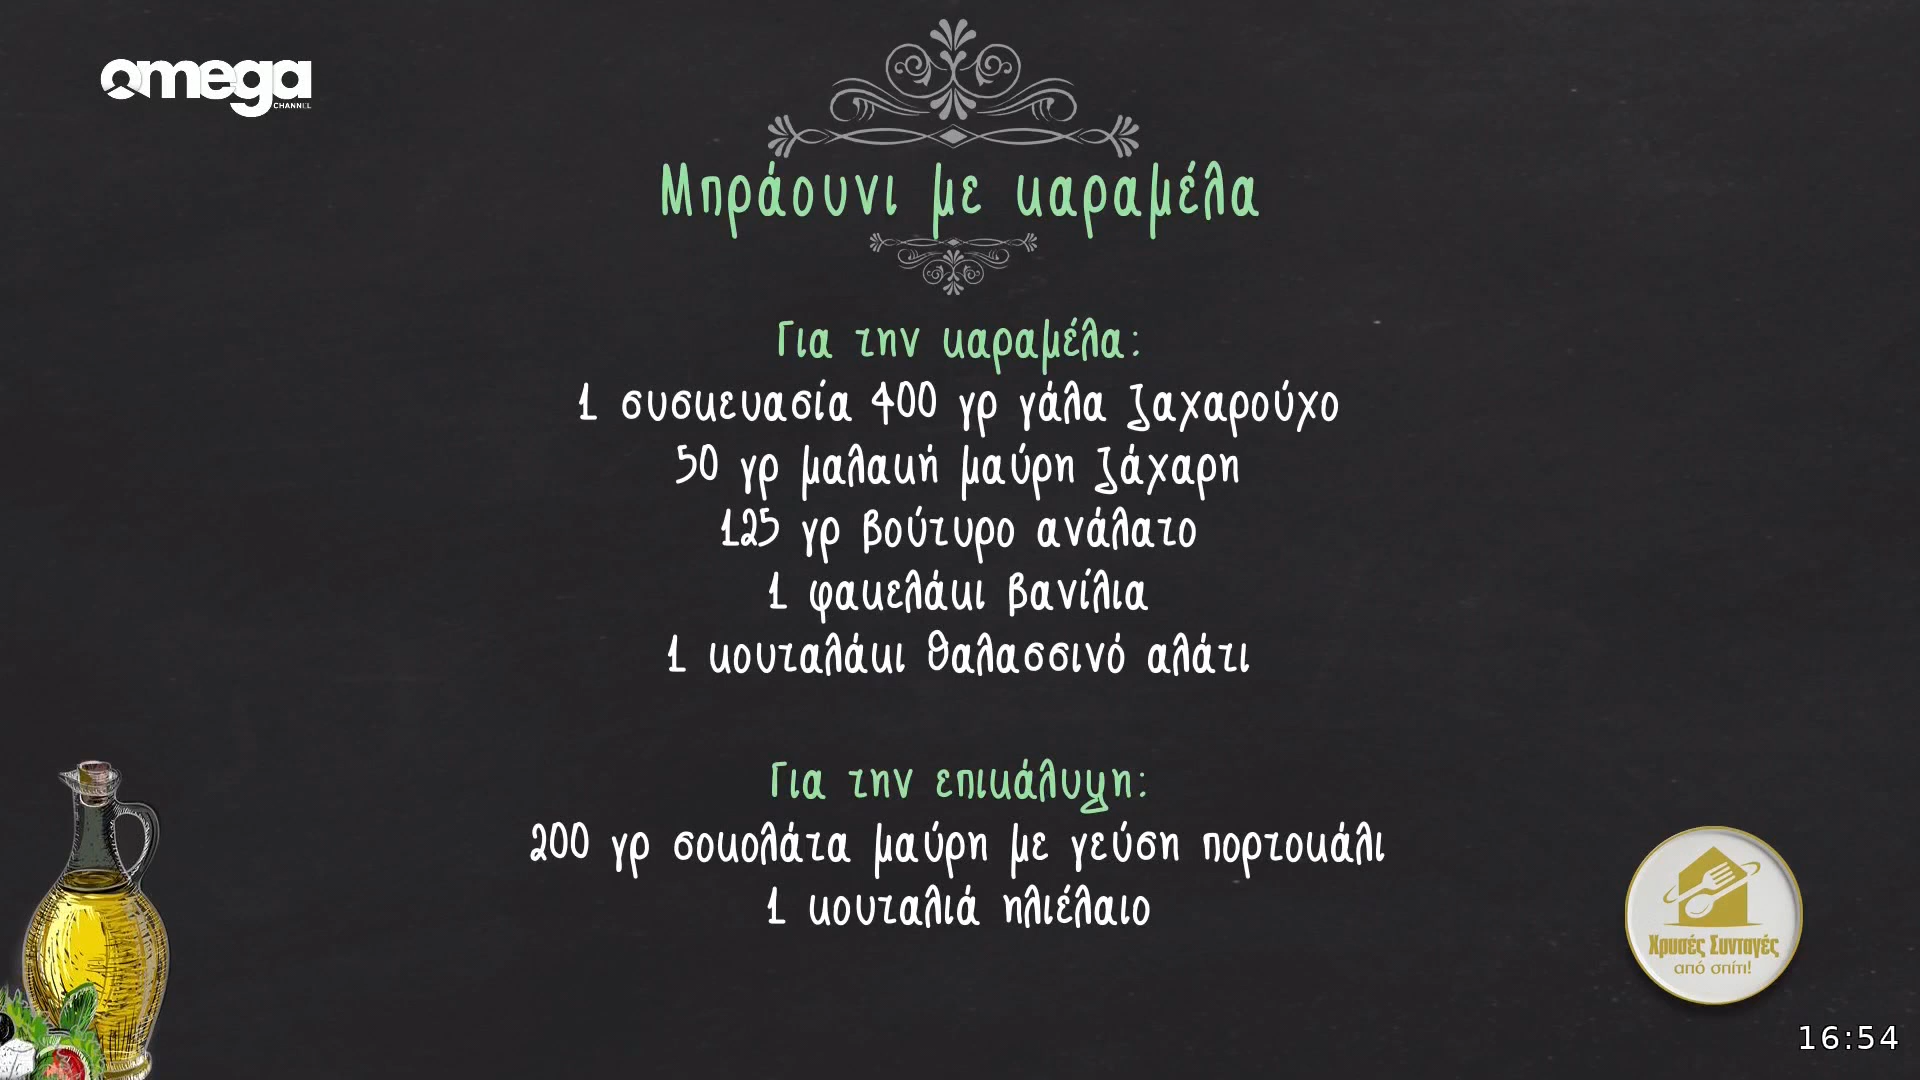 omega
CHANNEL
Μπράουνι με καραμέλα
Για την καραμέλα:
1 συσκευασία 400 γρ γάλα ζαχαρούχο
50 γρ μαλακή μαύρη ζάχαρη
125 γρ βούτυρο ανάλατο
1 φακελάκι βανίλια
1 κουταλάκι θαλασσινό αλάτι
Για την επικάλυψη:
200 γρ σοκολάτα μαύρη με γεύση πορτοκάλι
1 κουταλιά ηλιέλαιο
Χρυσές Συνταγές
από σπίτι!
16:54